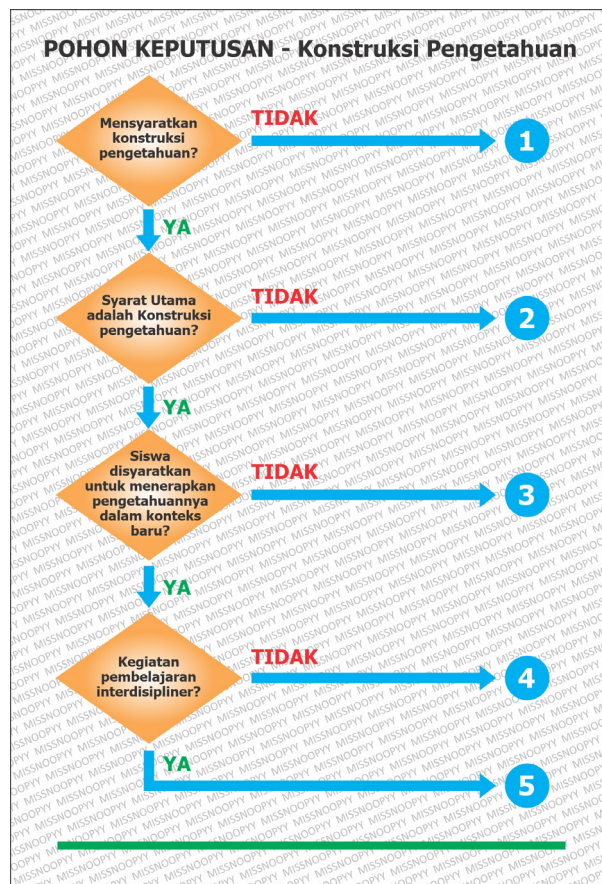 POHON KEPUTUSAN - Konstruksi Pengetahuan
Mensyaratkan
konstruksi
pengetahuan?
TIDAK
1
YA
Syarat Utama
adalah Konstruksi
pengetahuan?
TIDAK
2
YA
Siswa
disyaratkan
untuk menerapkan
pengetahuannya
dalam konteks
baru?
TIDAK
3
YA
Kegiatan
pembelajaran
interdisipliner?
TIDAK
4
YA
5
MISSNOOPYY